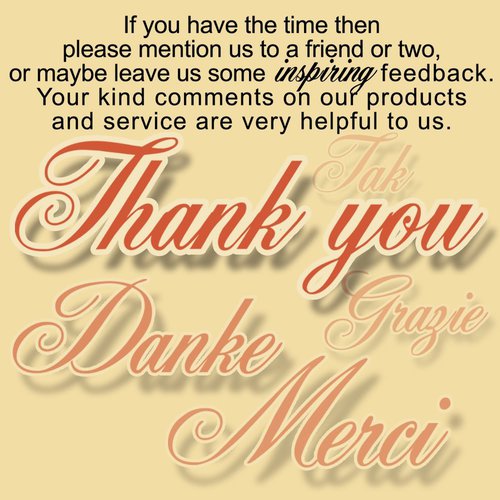 If you have the time then
please mention us to a friend or two,
or maybe leave us some inspiring feedback.
Your kind comments on our products
and service are very helpful to us.
Tak
Thank you
Grazie
Danke
Merci